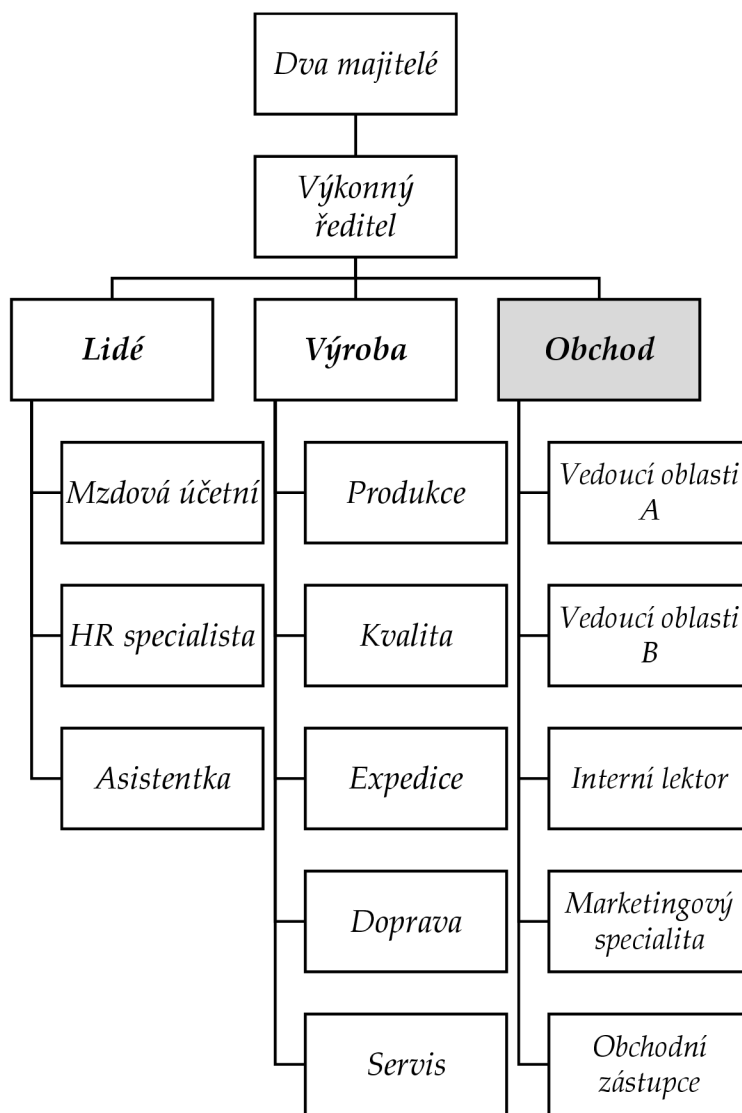 Dva majitelé
Výkonný
ředitel
Lidé
Výroba
Obchod
Mzdová účetní
HR specialista
Asistentka
Produkce
Kvalita
Expedice
Doprava
Servis
Vedoucí oblasti
A
Vedoucí oblasti
B
Interní lektor
Marketingový
specialita
Obchodní
zástupce